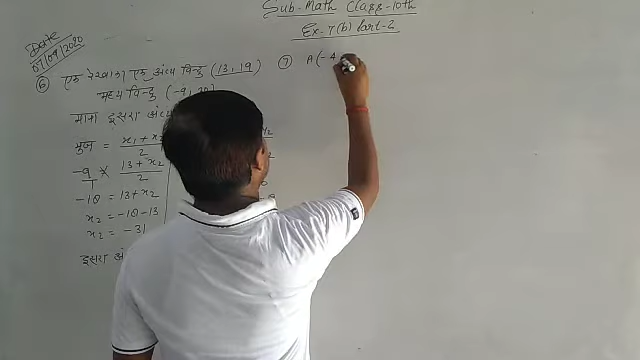 Sub-Math Class-10th
Ex-7(b) Part-2
Date
07/09/2020
⑥ एक रेखा का एक अंत्य बिन्दु (13, 19)
मध्य बिन्दु (-9, 30)
माना दूसरा अंत्य
भुज = x₁ + x₂ / 2
-9 / 1 = 13 + x₂ / 2
-18 = 13 + x₂
x₂ = -18 - 13
x₂ = -31
दूसरा अं
⑦ A (-4